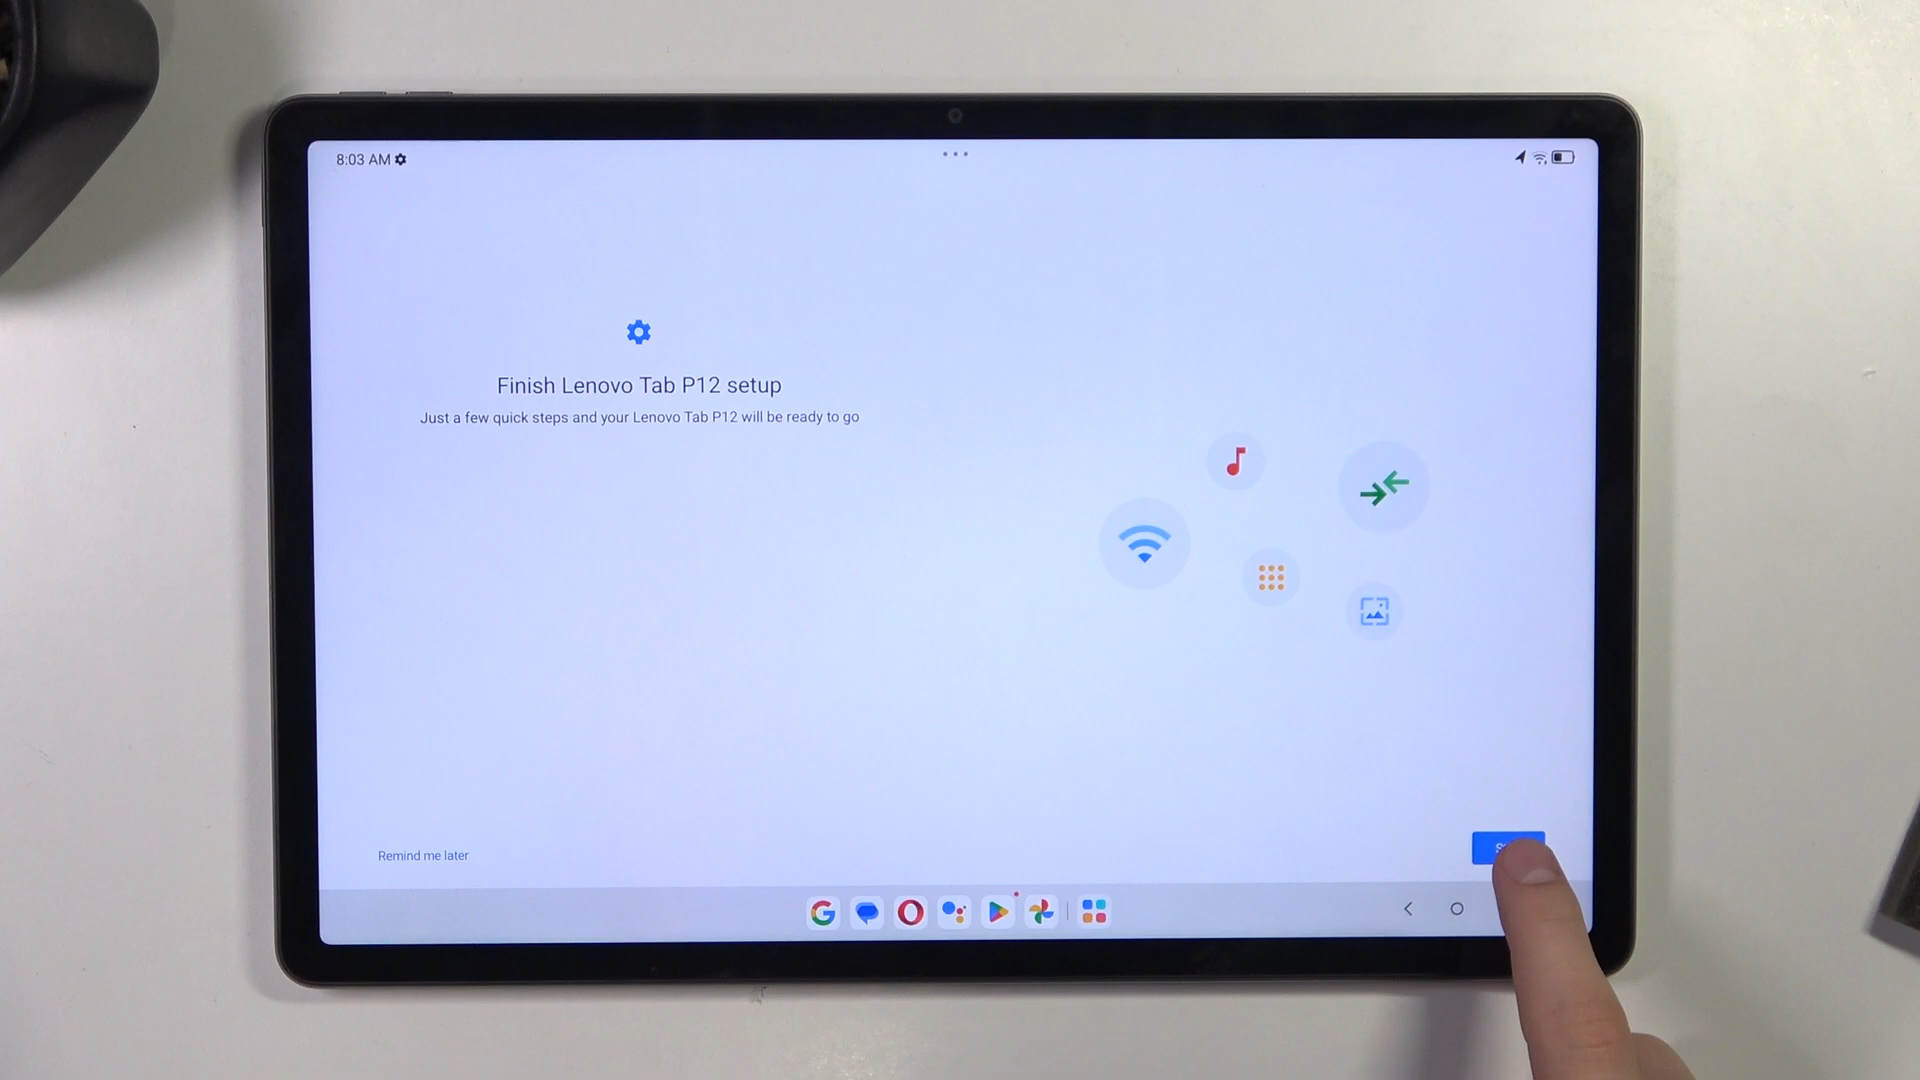 8:03 AM
Finish Lenovo Tab P12 setup
Just a few quick steps and your Lenovo Tab P12 will be ready to go
Remind me later